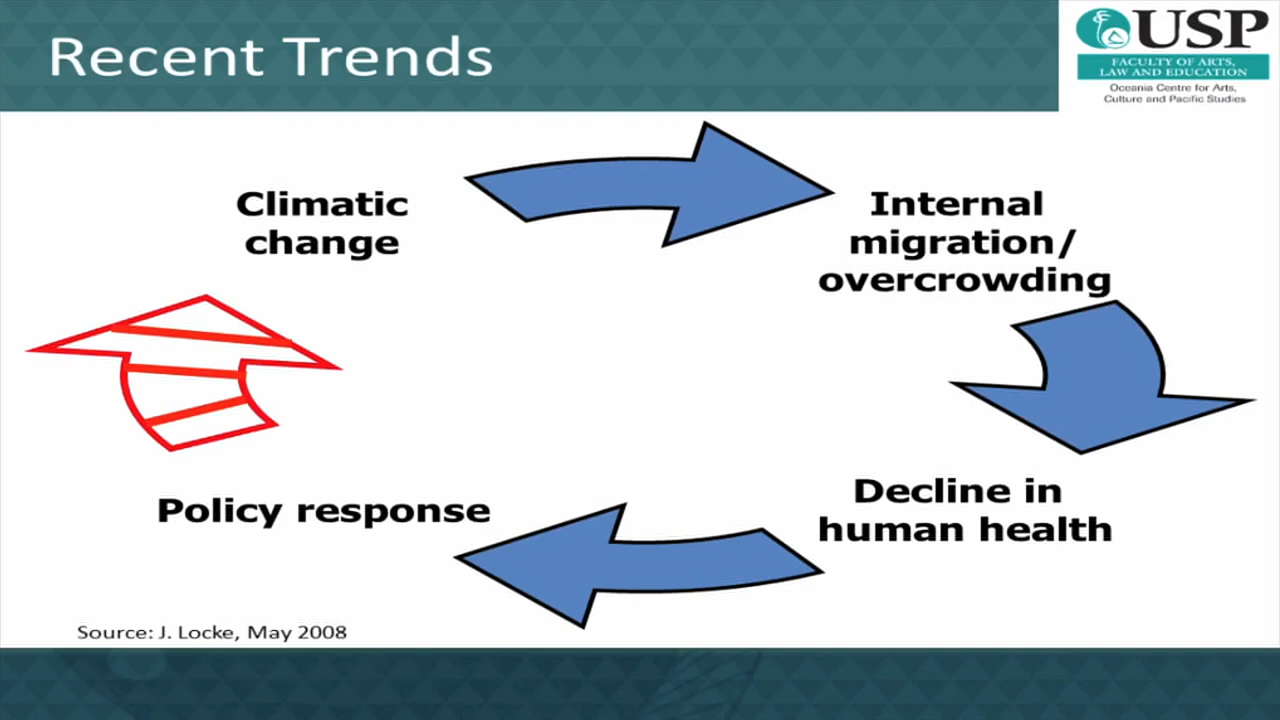 Recent Trends
USP
FACULTY OF ARTS,
LAW AND EDUCATION
Oceania Centre for Arts,
Culture and Pacific Studies
Climatic
change
Internal
migration/
overcrowding
Decline in
human health
Policy response
Source: J. Locke, May 2008